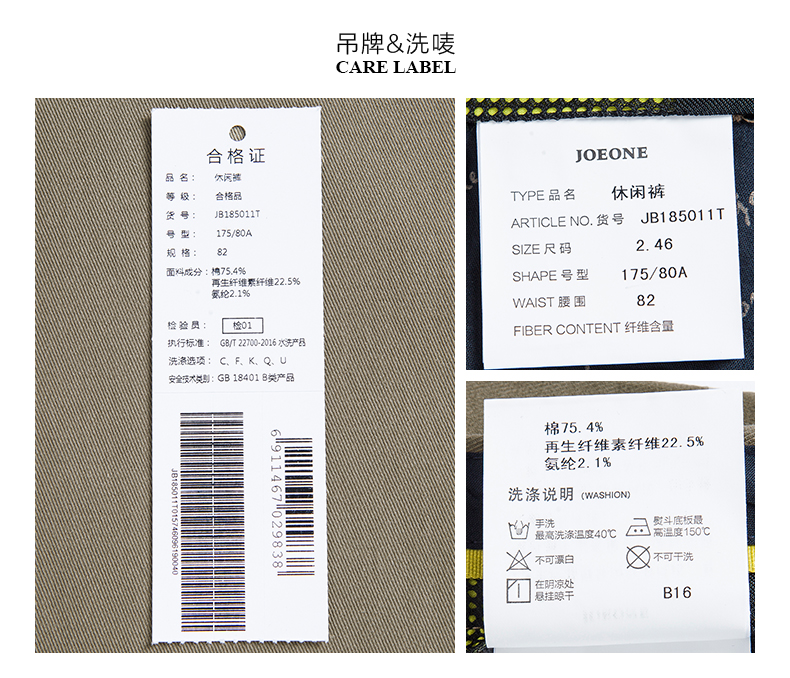 吊牌&洗唛
CARE LABEL
合格证
品 名： 休闲裤
等 级： 合格品
货 号： JB185011T
号 型： 175/80A
规 格： 82
面料成分：棉75.4%
再生纤维素纤维22.5%
氨纶2.1%
检 验 员： 检01
执行标准： GB/T 22700-2016 水洗产品
洗涤选项： C、F、K、Q、U
安全技术类别：GB 18401 B类产品
JB185011T015746096190040
6911467029838
JOEONE
TYPE 品名 休闲裤
ARTICLE NO. 货号 JB185011T
SIZE 尺码 2.46
SHAPE 号型 175/80A
WAIST 腰围 82
FIBER CONTENT 纤维含量
棉75.4%
再生纤维素纤维22.5%
氨纶2.1%
洗涤说明 (WASHION)
手洗
最高洗涤温度40℃
熨斗底板最
高温度150℃
不可漂白
不可干洗
在阴凉处
悬挂晾干
B16